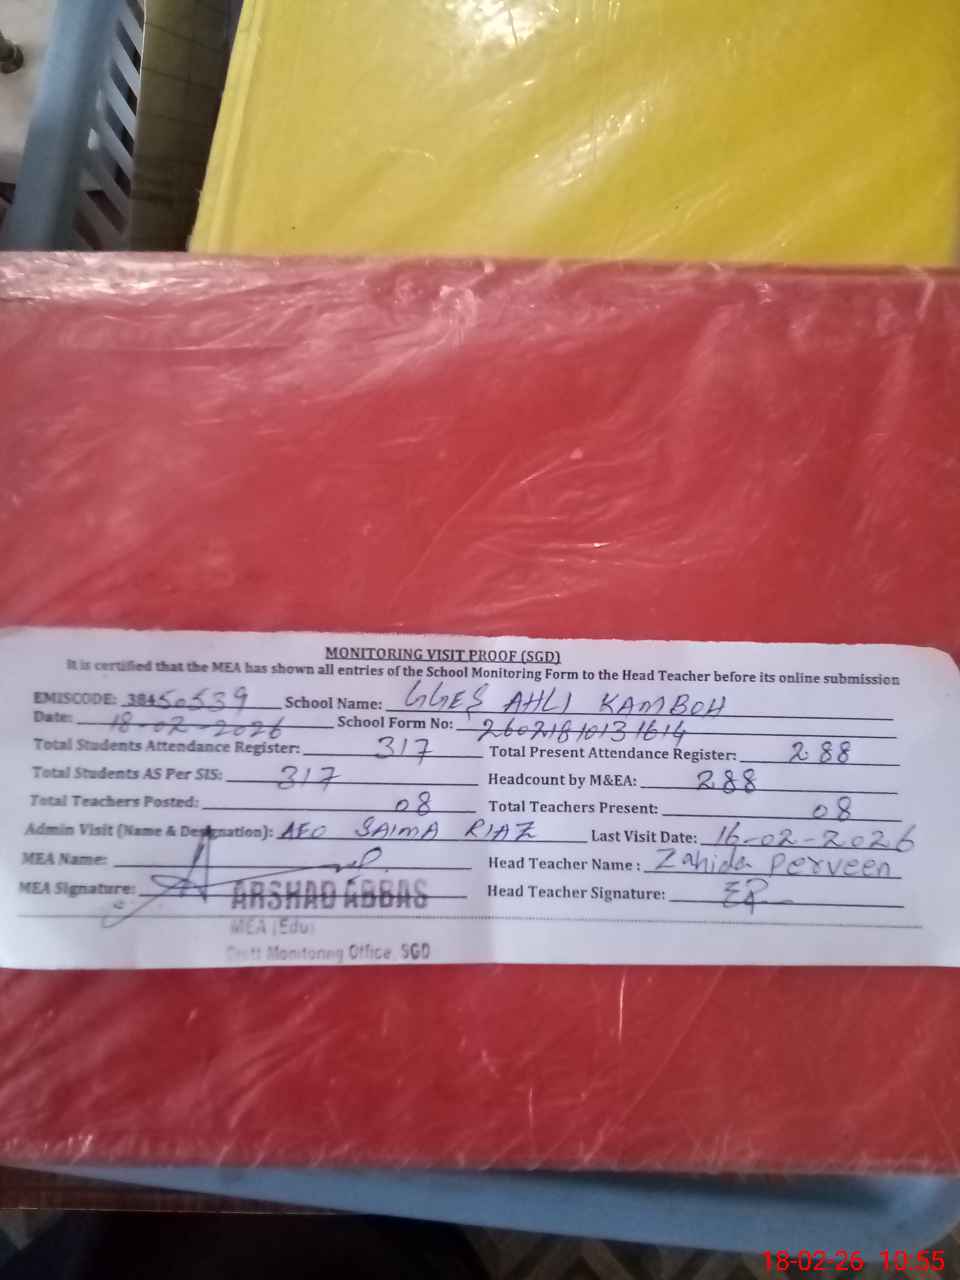 MONITORING VISIT PROOF (SGD)
It is certified that the MEA has shown all entries of the School Monitoring Form to the Head Teacher before its online submission
EMISCODE: 38450539 School Name: GGES AHLI KAMBOH
Date: 18-02-2026 School Form No: 26021810131614
Total Students Attendance Register: 317 Total Present Attendance Register: 288
Total Students AS Per SIS: 317 Headcount by M&EA: 288
Total Teachers Posted: 08 Total Teachers Present: 08
Admin Visit (Name & Designation): AEO SAIMA RIAZ Last Visit Date: 16-02-2026
MEA Name: Head Teacher Name : Zahida Perveen
MEA Signature: Head Teacher Signature:
ARSHAD ABBAS
MEA (Edu)
Distt Monitoring Office, SGD
18-02-26 10:55